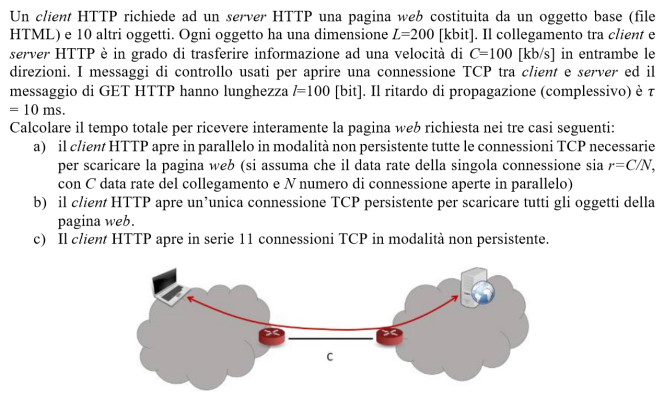 Un client HTTP richiede ad un server HTTP una pagina web costituita da un oggetto base (file
HTML) e 10 altri oggetti. Ogni oggetto ha una dimensione L=200 [kbit]. Il collegamento tra client e
server HTTP è in grado di trasferire informazione ad una velocità di C=100 [kb/s] in entrambe le
direzioni. I messaggi di controllo usati per aprire una connessione TCP tra client e server ed il
messaggio di GET HTTP hanno lunghezza l=100 [bit]. Il ritardo di propagazione (complessivo) è τ
= 10 ms.
Calcolare il tempo totale per ricevere interamente la pagina web richiesta nei tre casi seguenti:
a) il client HTTP apre in parallelo in modalità non persistente tutte le connessioni TCP necessarie
per scaricare la pagina web (si assuma che il data rate della singola connessione sia r=C/N,
con C data rate del collegamento e N numero di connessione aperte in parallelo)
b) il client HTTP apre un'unica connessione TCP persistente per scaricare tutti gli oggetti della
pagina web.
c) Il client HTTP apre in serie 11 connessioni TCP in modalità non persistente.
C